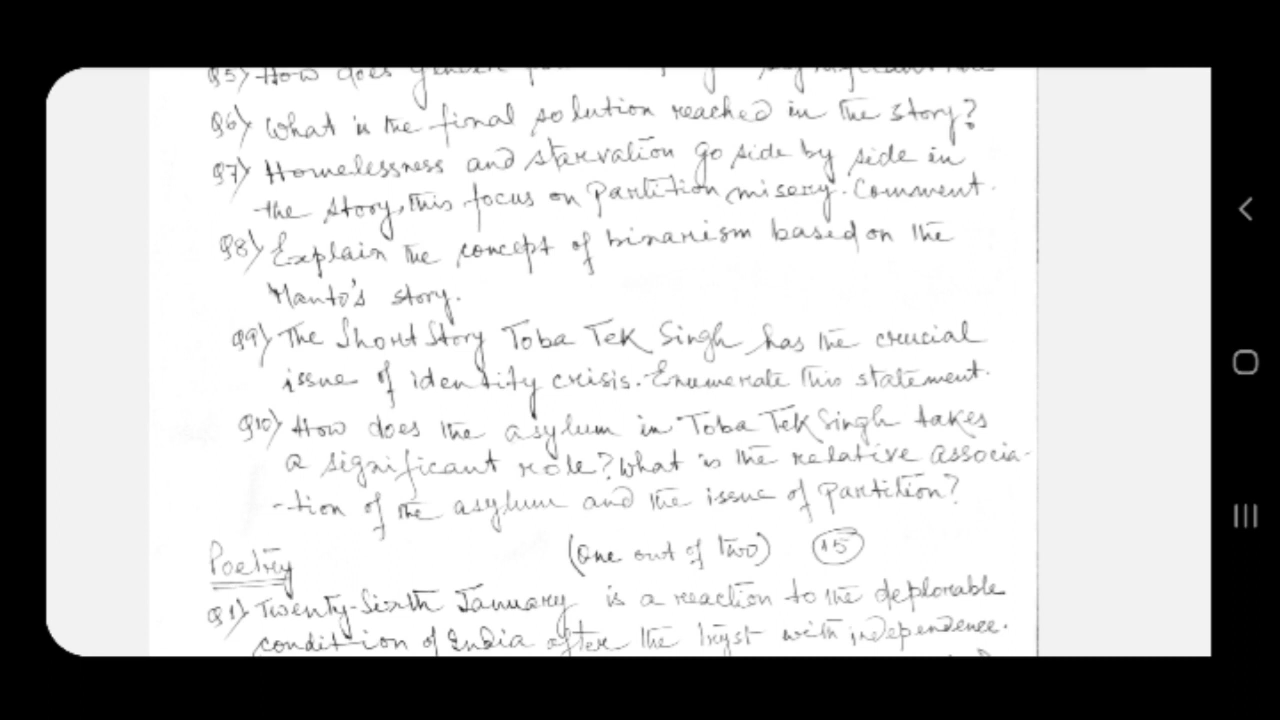 Q5) How does gender
Q6) What is the final solution reached in the story?
Q7) Homelessness and starvation go side by side in
the story, this focus on Partition misery. Comment.
Q8) Explain the concept of binarism based on the
Manto's story.
Q9) The Short Story Toba Tek Singh has the crucial
issue of identity crisis. Enumerate this statement.
Q10) How does the asylum in Toba Tek Singh takes
a significant role? What is the relative associa-
-tion of the asylum and the issue of partition?
(One out of two) 15
Poetry
Q1) Twenty-Sixth January is a reaction to the deplorable
condition of India after the tryst with independence.